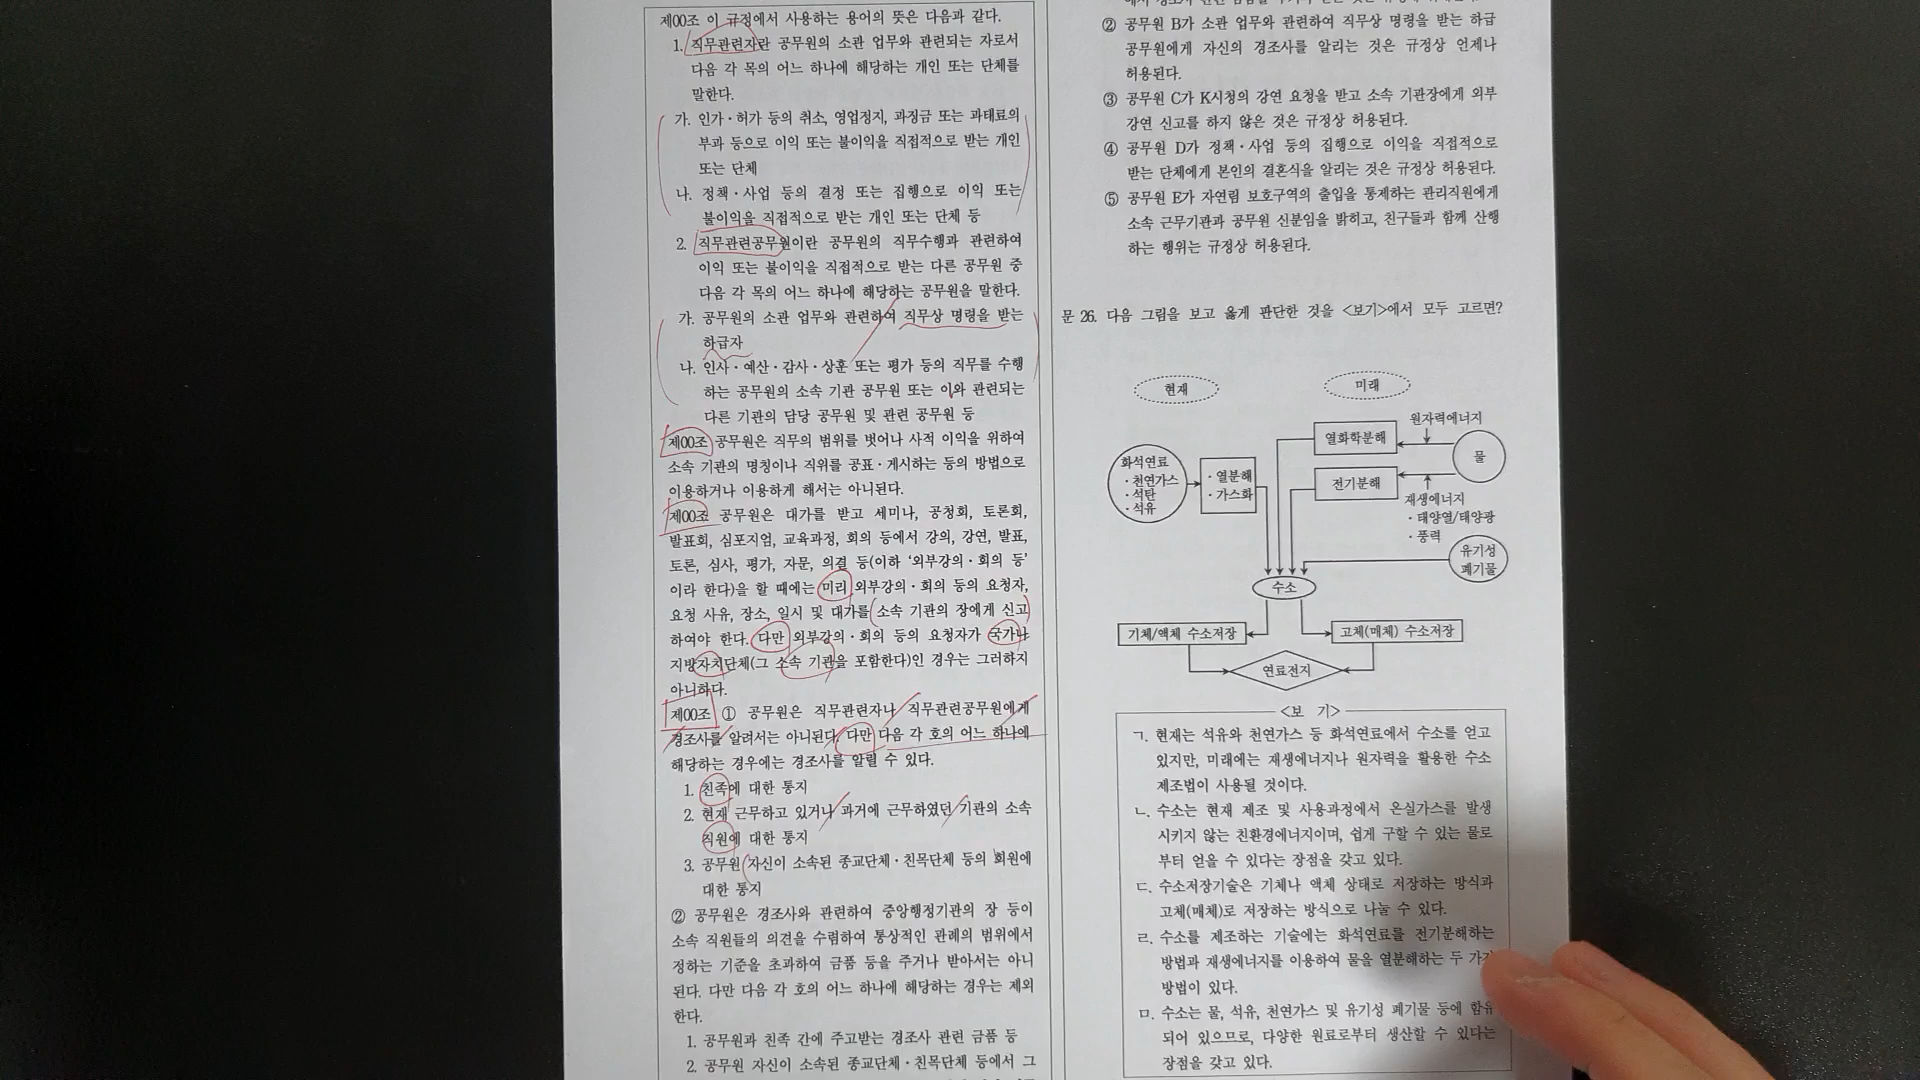 제00조 이 규정에서 사용하는 용어의 뜻은 다음과 같다.
1. 직무관련자란 공무원의 소관 업무와 관련되는 자로서
다음 각 목의 어느 하나에 해당하는 개인 또는 단체를
말한다.
가. 인가·허가 등의 취소, 영업정지, 과징금 또는 과태료의
부과 등으로 이익 또는 불이익을 직접적으로 받는 개인
또는 단체
나. 정책·사업 등의 결정 또는 집행으로 이익 또는
불이익을 직접적으로 받는 개인 또는 단체 등
2. 직무관련공무원이란 공무원의 직무수행과 관련하여
이익 또는 불이익을 직접적으로 받는 다른 공무원 중
다음 각 목의 어느 하나에 해당하는 공무원을 말한다.
가. 공무원의 소관 업무와 관련하여 직무상 명령을 받는
하급자
나. 인사·예산·감사·상훈 또는 평가 등의 직무를 수행
하는 공무원의 소속 기관 공무원 또는 이와 관련되는
다른 기관의 담당 공무원 및 관련 공무원 등
제00조 공무원은 직무의 범위를 벗어나 사적 이익을 위하여
소속 기관의 명칭이나 직위를 공표·게시하는 등의 방법으로
이용하거나 이용하게 해서는 아니된다.
제00조 공무원은 대가를 받고 세미나, 공청회, 토론회,
발표회, 심포지엄, 교육과정, 회의 등에서 강의, 강연, 발표,
토론, 심사, 평가, 자문, 의결 등(이하 ‘외부강의·회의 등’
이라 한다)을 할 때에는 미리 외부강의·회의 등의 요청자,
요청 사유, 장소, 일시 및 대가를 소속 기관의 장에게 신고
하여야 한다. 다만 외부강의·회의 등의 요청자가 국가나
지방자치단체(그 소속 기관을 포함한다)인 경우는 그러하지
아니하다.
제00조 ① 공무원은 직무관련자나 직무관련공무원에게
경조사를 알려서는 아니된다. 다만 다음 각 호의 어느 하나에
해당하는 경우에는 경조사를 알릴 수 있다.
1. 친족에 대한 통지
2. 현재 근무하고 있거나 과거에 근무하였던 기관의 소속
직원에 대한 통지
3. 공무원 자신이 소속된 종교단체·친목단체 등의 회원에
대한 통지
② 공무원은 경조사와 관련하여 중앙행정기관의 장 등이
소속 직원들의 의견을 수렴하여 통상적인 관례의 범위에서
정하는 기준을 초과하여 금품 등을 주거나 받아서는 아니
된다. 다만 다음 각 호의 어느 하나에 해당하는 경우는 제외
한다.
1. 공무원과 친족 간에 주고받는 경조사 관련 금품 등
2. 공무원 자신이 소속된 종교단체·친목단체 등에서 그
② 공무원 B가 소관 업무와 관련하여 직무상 명령을 받는 하급
공무원에게 자신의 경조사를 알리는 것은 규정상 언제나
허용된다.
③ 공무원 C가 K시청의 강연 요청을 받고 소속 기관장에게 외부
강연 신고를 하지 않은 것은 규정상 허용된다.
④ 공무원 D가 정책·사업 등의 집행으로 이익을 직접적으로
받는 단체에게 본인의 결혼식을 알리는 것은 규정상 허용된다.
⑤ 공무원 E가 자연림 보호구역의 출입을 통제하는 관리직원에게
소속 근무기관과 공무원 신분임을 밝히고, 친구들과 함께 산행
하는 행위는 규정상 허용된다.
문 26. 다음 그림을 보고 옳게 판단한 것을 <보기>에서 모두 고르면?
현재
미래
화석연료
·천연가스
·석탄
·석유
·열분해
·가스화
열화학분해
전기분해
원자력에너지
물
재생에너지
·태양열/태양광
·풍력
유기성
폐기물
수소
기체/액체 수소저장
고체(매체) 수소저장
연료전지
<보 기>
ㄱ. 현재는 석유와 천연가스 등 화석연료에서 수소를 얻고
있지만, 미래에는 재생에너지나 원자력을 활용한 수소
제조법이 사용될 것이다.
ㄴ. 수소는 현재 제조 및 사용과정에서 온실가스를 발생
시키지 않는 친환경에너지이며, 쉽게 구할 수 있는 물로
부터 얻을 수 있다는 장점을 갖고 있다.
ㄷ. 수소저장기술은 기체나 액체 상태로 저장하는 방식과
고체(매체)로 저장하는 방식으로 나눌 수 있다.
ㄹ. 수소를 제조하는 기술에는 화석연료를 전기분해하는
방법과 재생에너지를 이용하여 물을 열분해하는 두 가지
방법이 있다.
ㅁ. 수소는 물, 석유, 천연가스 및 유기성 폐기물 등에 함유
되어 있으므로, 다양한 원료로부터 생산할 수 있다는
장점을 갖고 있다.